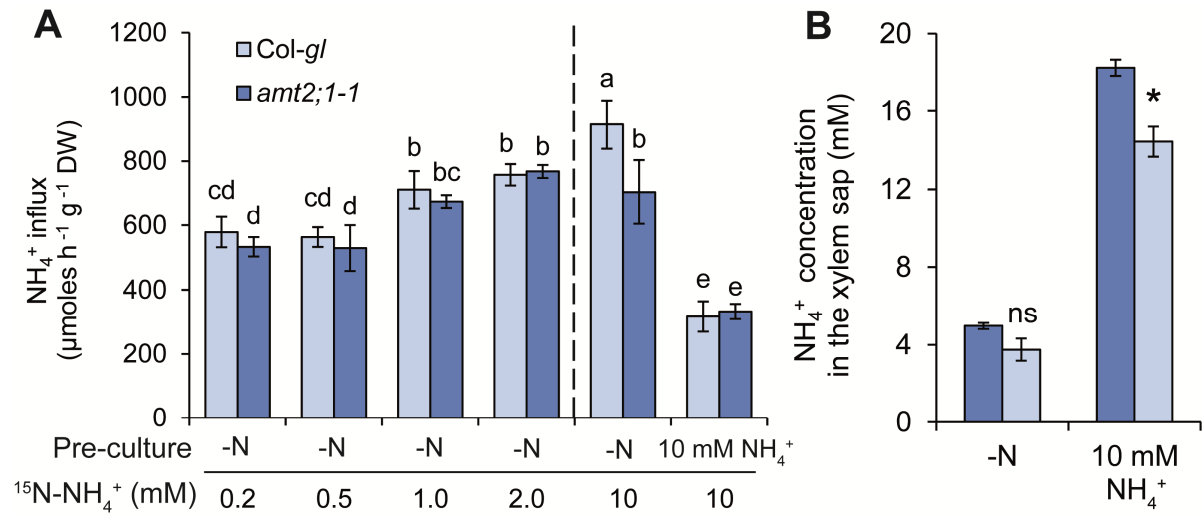 A
1200
1000
800
600
400
200
0
NH₄⁺ influx
(µmoles h⁻¹ g⁻¹ DW)
Col-gl
amt2;1-1
cd
d
cd
d
b
bc
b
b
a
b
e
e
Pre-culture -N -N -N -N -N 10 mM NH₄⁺
¹⁵N-NH₄⁺ (mM) 0.2 0.5 1.0 2.0 10 10
B
20
16
12
8
4
0
NH₄⁺ concentration
in the xylem sap (mM)
ns
*
-N 10 mM
NH₄⁺